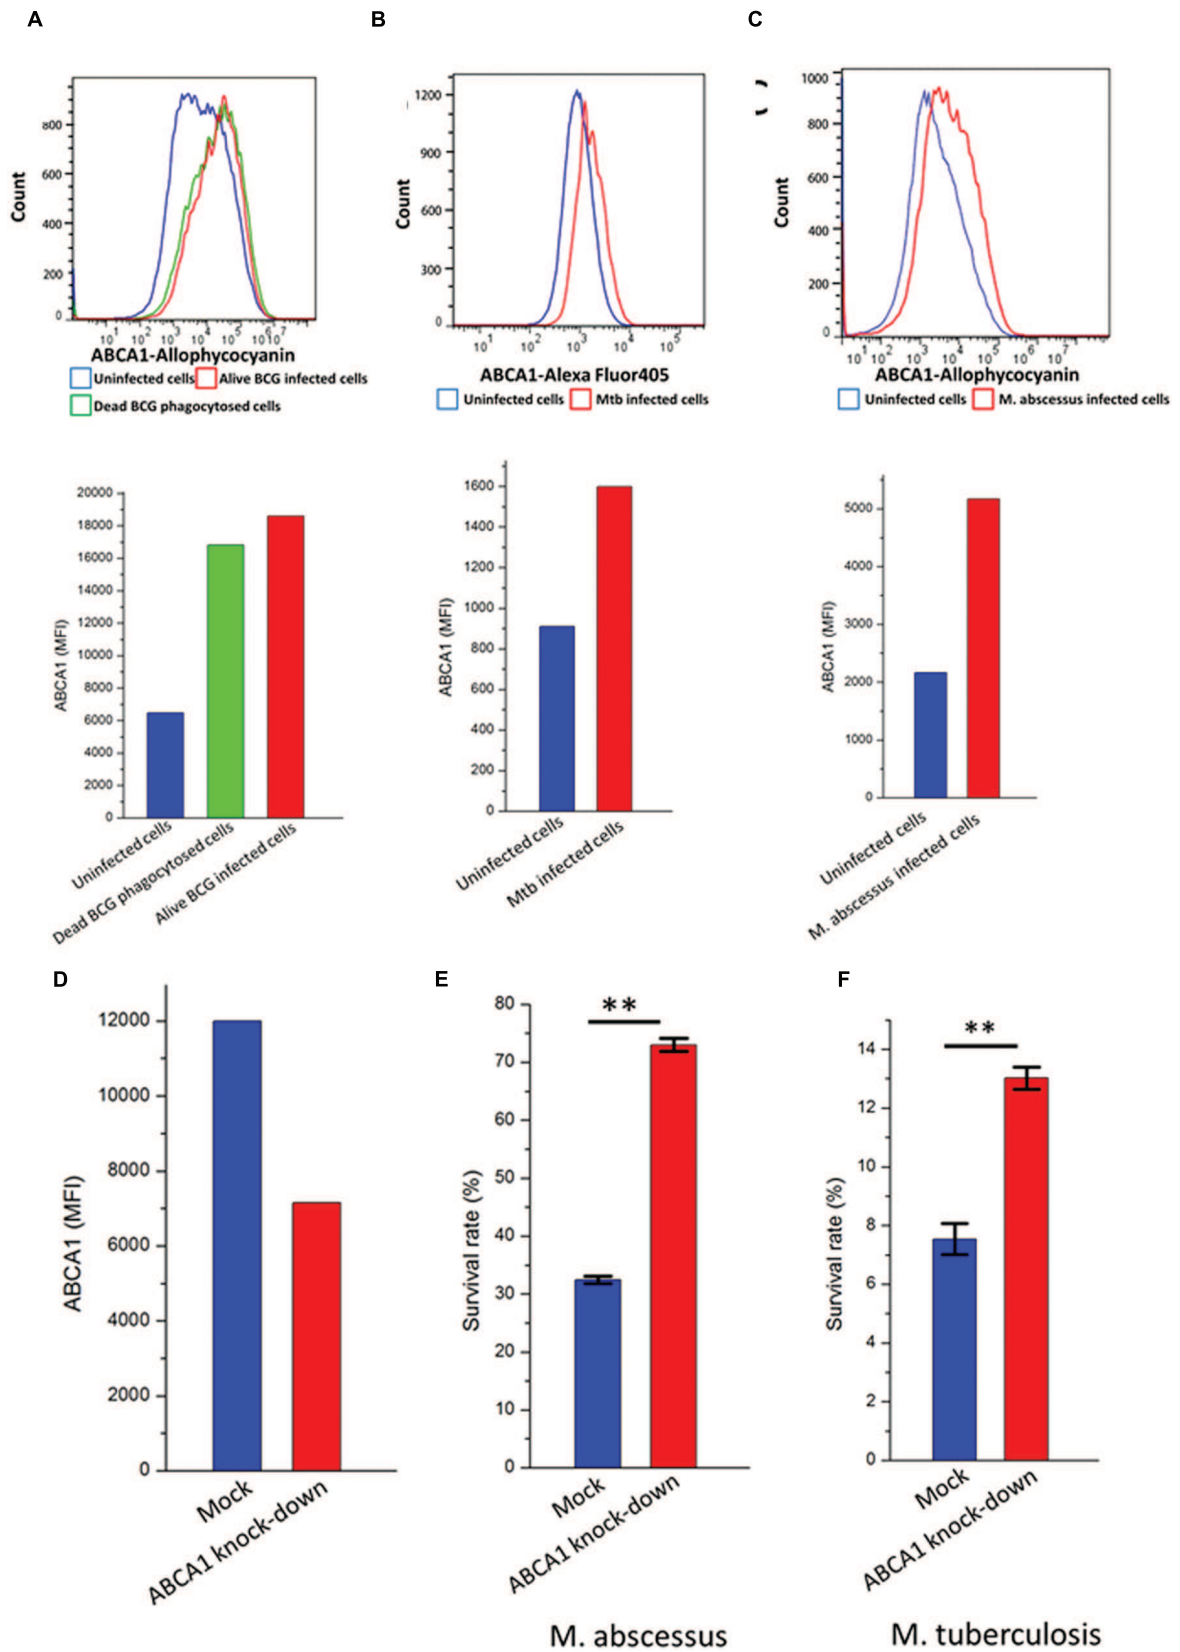 A
B
C
Count
800
600
400
200
0
10^1 10^2 10^3 10^4 10^5 10^6 10^7
ABCA1-Allophycocyanin
Uninfected cells Alive BCG infected cells
Dead BCG phagocytosed cells
Count
1200
900
600
300
0
10^1 10^2 10^3 10^4 10^5
ABCA1-Alexa Fluor405
Uninfected cells Mtb infected cells
Count
1000
800
600
400
200
0
10^1 10^2 10^3 10^4 10^5 10^6 10^7
ABCA1-Allophycocyanin
Uninfected cells M. abscessus infected cells
ABCA1 (MFI)
20000
18000
16000
14000
12000
10000
8000
6000
4000
2000
0
Uninfected cells
Dead BCG phagocytosed cells
Alive BCG infected cells
ABCA1 (MFI)
1600
1400
1200
1000
800
600
400
200
0
Uninfected cells
Mtb infected cells
ABCA1 (MFI)
5000
4000
3000
2000
1000
0
Uninfected cells
M. abscessus infected cells
D
ABCA1 (MFI)
12000
10000
8000
6000
4000
2000
0
Mock
ABCA1 knock-down
E
Survival rate (%)
80
70
60
50
40
30
20
10
0
**
Mock
ABCA1 knock-down
M. abscessus
F
Survival rate (%)
14
12
10
8
6
4
2
0
**
Mock
ABCA1 knock-down
M. tuberculosis